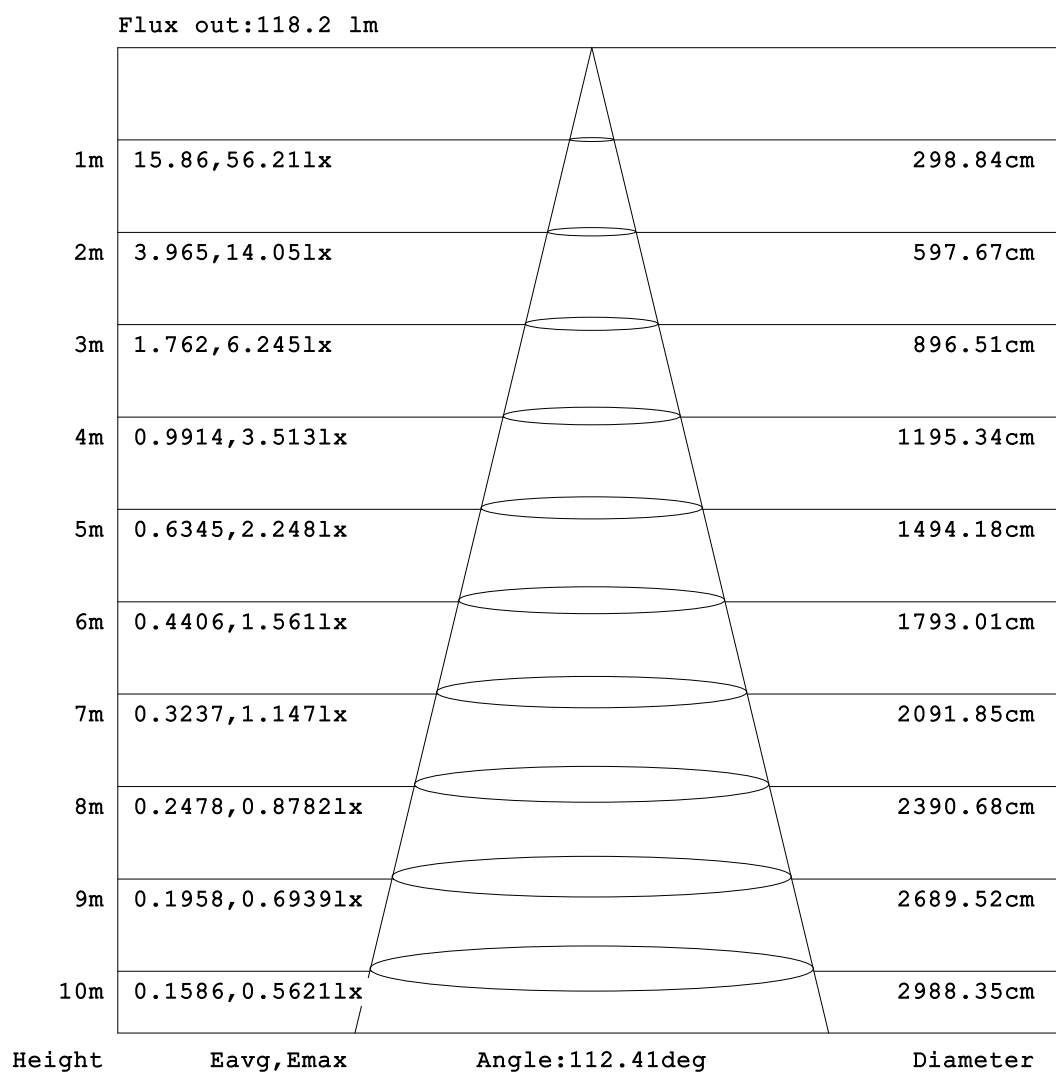 Flux out:118.2 lm
1m 15.86,56.21lx 298.84cm
2m 3.965,14.05lx 597.67cm
3m 1.762,6.245lx 896.51cm
4m 0.9914,3.513lx 1195.34cm
5m 0.6345,2.248lx 1494.18cm
6m 0.4406,1.561lx 1793.01cm
7m 0.3237,1.147lx 2091.85cm
8m 0.2478,0.8782lx 2390.68cm
9m 0.1958,0.6939lx 2689.52cm
10m 0.1586,0.5621lx 2988.35cm
Height Eavg,Emax Angle:112.41deg Diameter